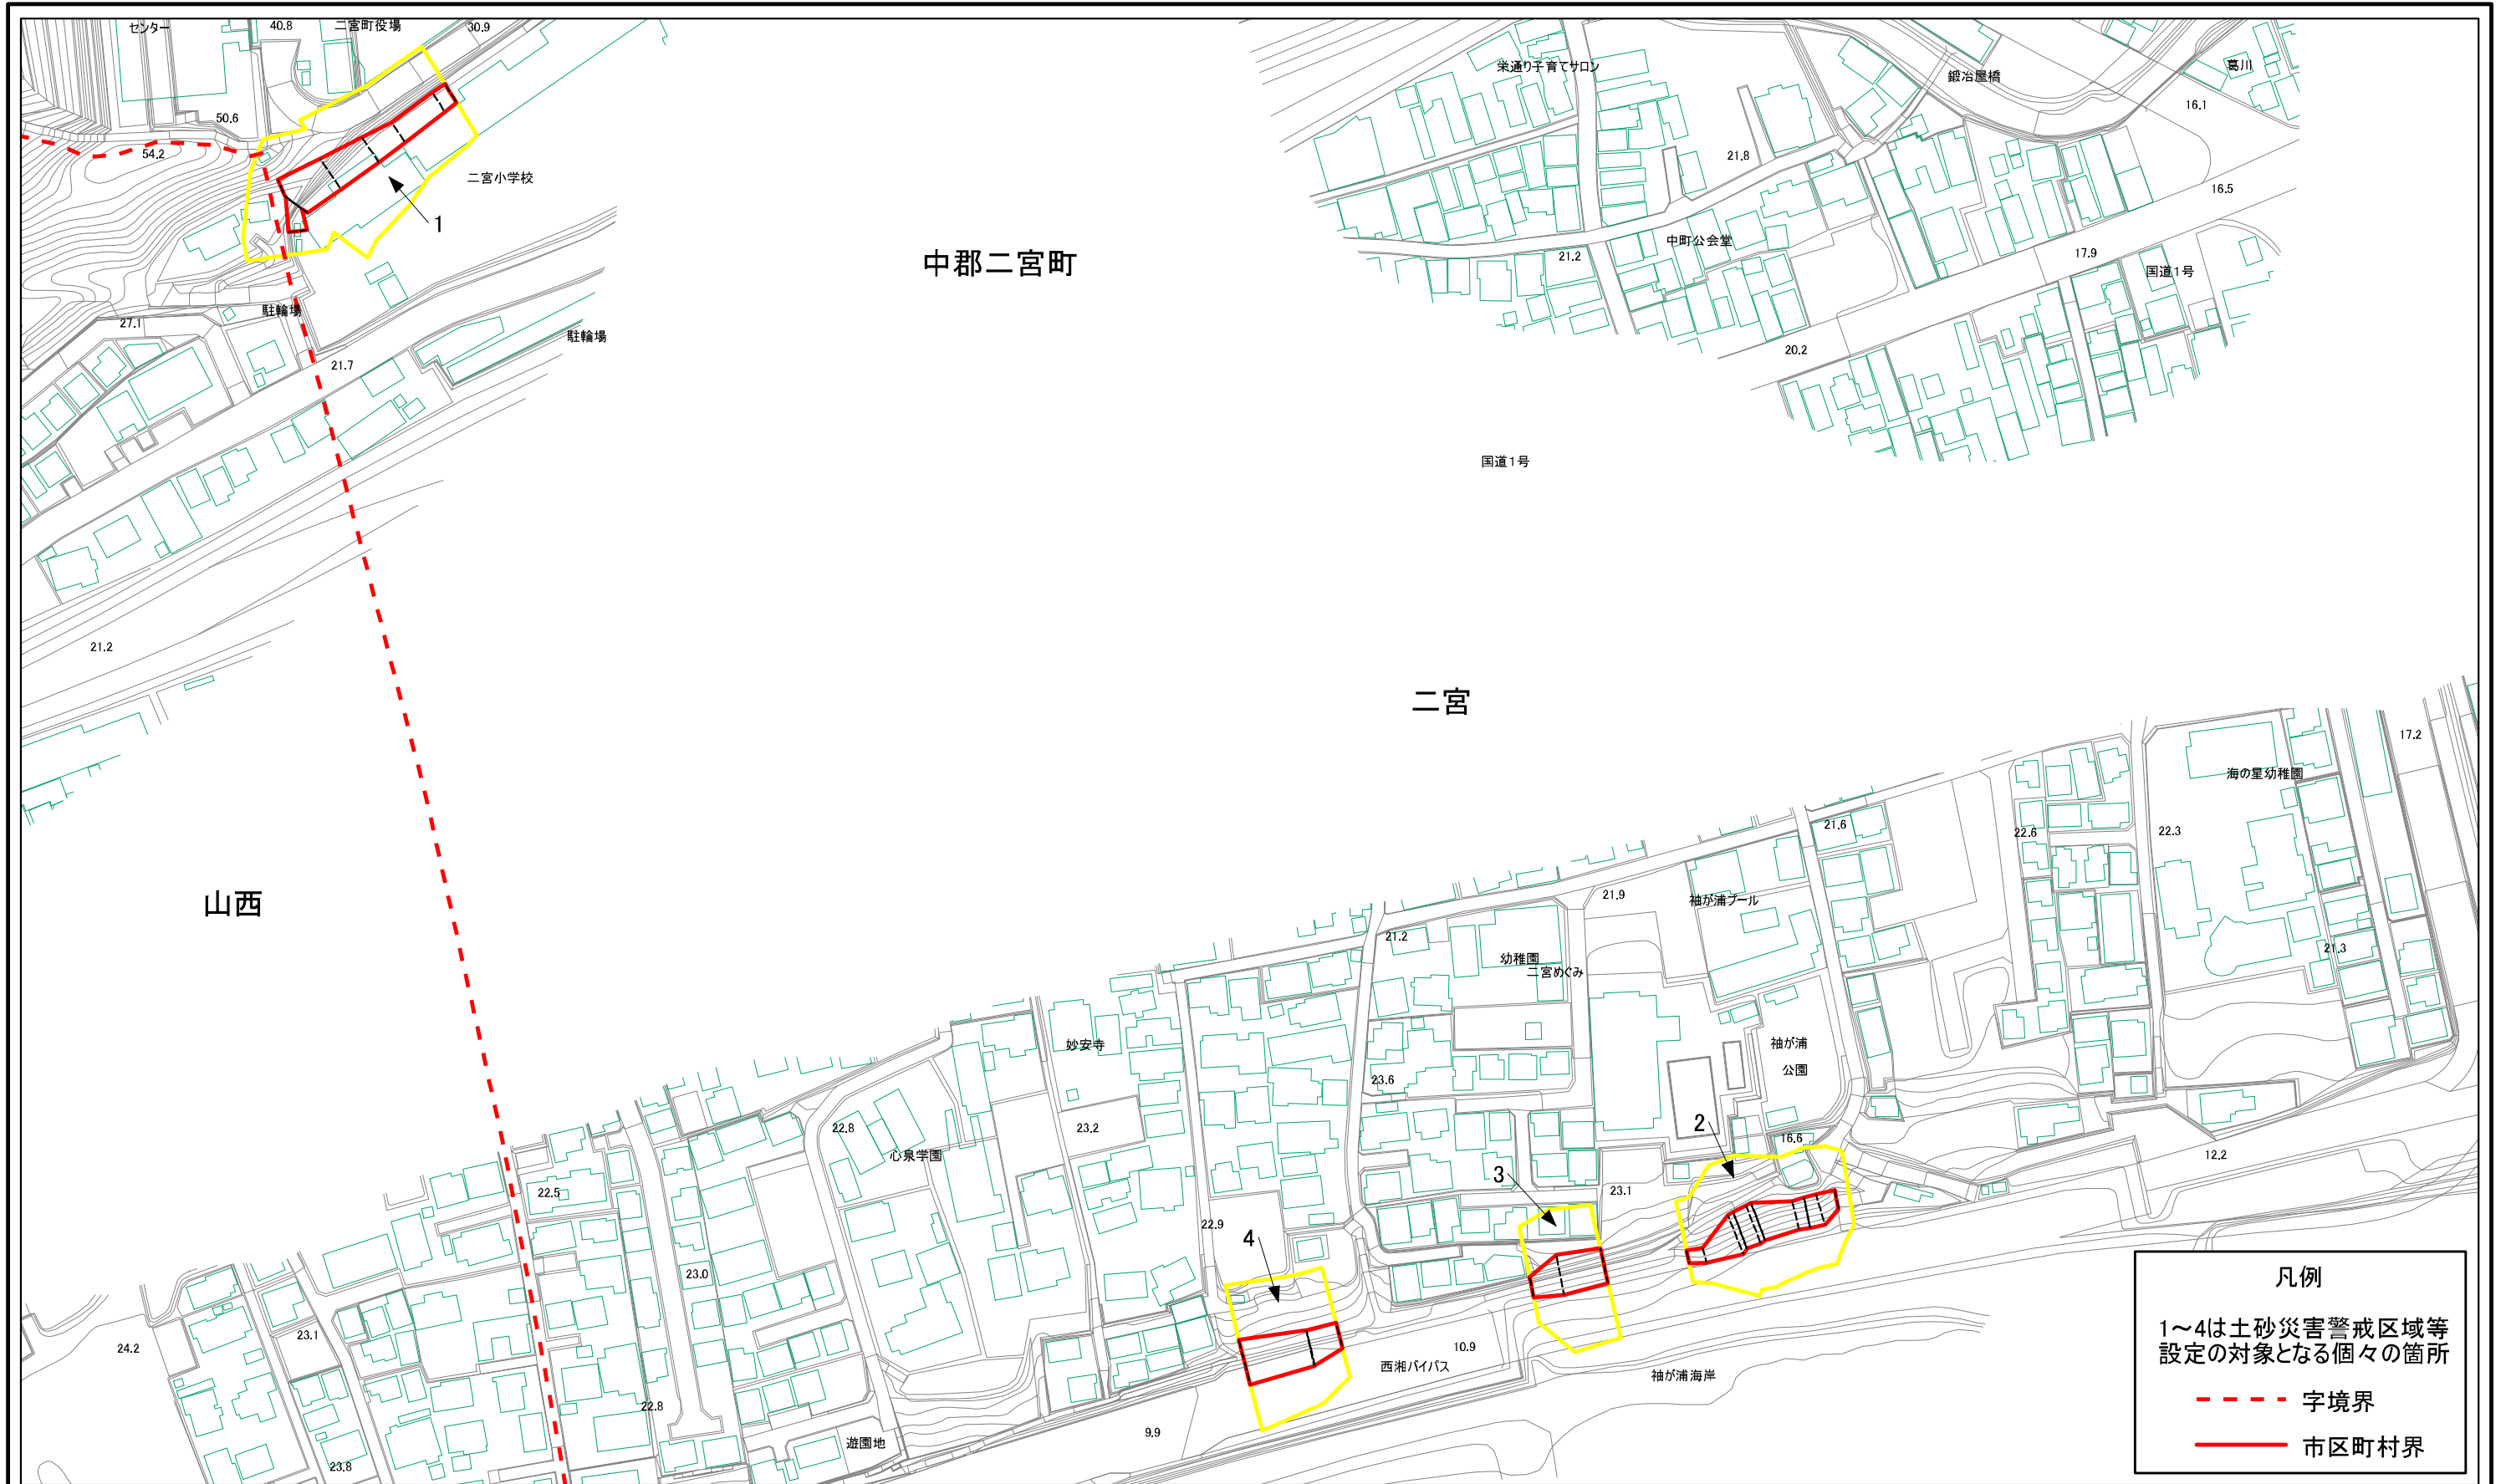 センター
40.8
二宮町役場
30.9
50.6
54.2
二宮小学校
1
中郡二宮町
駐輪場
27.1
駐輪場
21.7
21.2
栄通り子育てサロン
鍛冶屋橋
葛川
16.1
21.8
16.5
中町公会堂
21.2
17.9
国道1号
20.2
国道1号
二宮
山西
17.2
海の星幼稚園
21.6
22.6
22.3
21.9
袖が浦プール
21.2
幼稚園
二宮めぐみ
21.3
妙安寺
袖が浦
公園
23.6
22.8
23.2
2
16.6
心泉学園
12.2
22.5
3
23.1
22.9
4
23.0
24.2
23.1
10.9
西湘バイパス
袖が浦海岸
22.8
9.9
遊園地
23.8
凡例
1～4は土砂災害警戒区域等
設定の対象となる個々の箇所
字境界
市区町村界